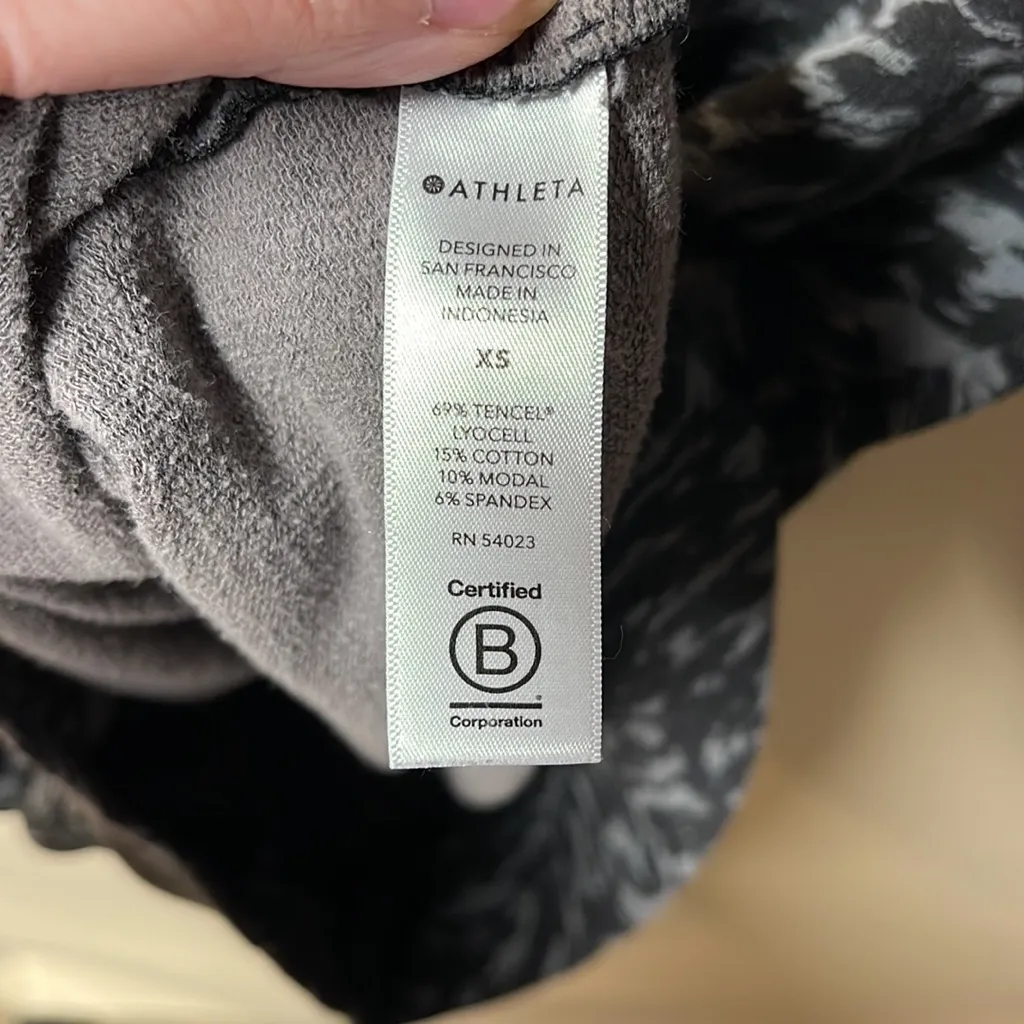 ATHLETA
DESIGNED IN
SAN FRANCISCO
MADE IN
INDONESIA
XS
69% TENCEL®
LYOCELL
15% COTTON
10% MODAL
6% SPANDEX
RN 54023
Certified
B
Corporation